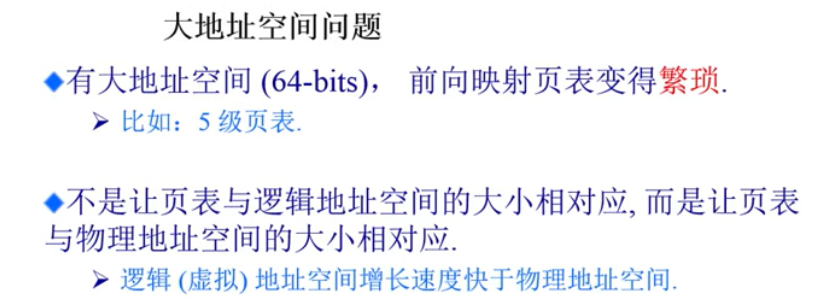 大地址空间问题
◆有大地址空间 (64-bits)， 前向映射页表变得繁琐.
➢ 比如：5 级页表.
◆不是让页表与逻辑地址空间的大小相对应, 而是让页表
与物理地址空间的大小相对应.
➢ 逻辑 (虚拟) 地址空间增长速度快于物理地址空间.